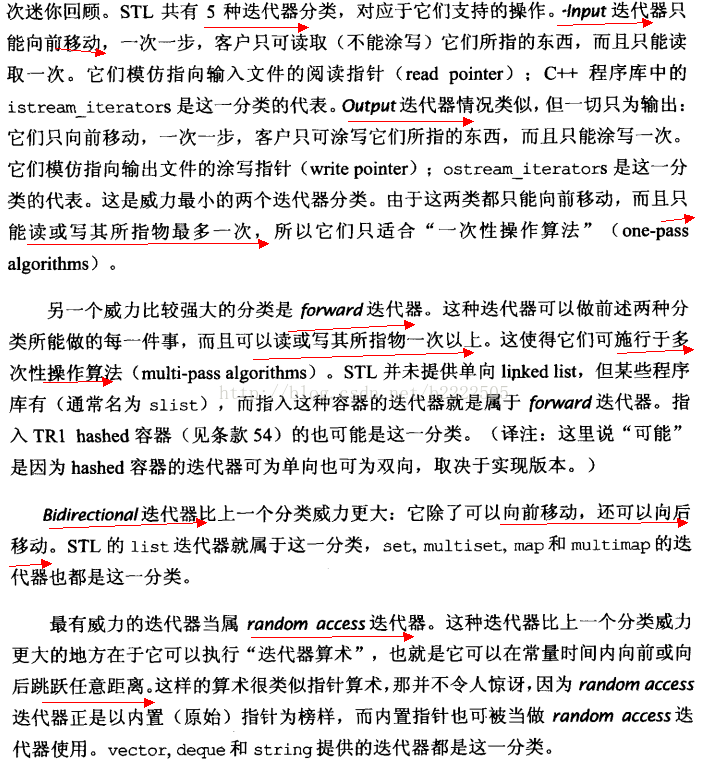 次迷你回顾。STL 共有 5 种迭代器分类，对应于它们支持的操作。Input 迭代器只
能向前移动，一次一步，客户只可读取（不能涂写）它们所指的东西，而且只能读
取一次。它们模仿指向输入文件的阅读指针（read pointer）；C++ 程序库中的
istream_iterators 是这一分类的代表。Output 迭代器情况类似，但一切只为输出：
它们只向前移动，一次一步，客户只可涂写它们所指的东西，而且只能涂写一次。
它们模仿指向输出文件的涂写指针（write pointer）；ostream_iterators 是这一分
类的代表。这是威力最小的两个迭代器分类。由于这两类都只能向前移动，而且只
能读或写其所指物最多一次，所以它们只适合“一次性操作算法”（one-pass
algorithms）。
另一个威力比较强大的分类是 forward 迭代器。这种迭代器可以做前述两种分
类所能做的每一件事，而且可以读或写其所指物一次以上。这使得它们可施行于多
次性操作算法（multi-pass algorithms）。STL 并未提供单向 linked list，但某些程序
http://blog.csdn.net/h2222505
库有（通常名为 slist），而指入这种容器的迭代器就是属于 forward 迭代器。指
入 TR1 hashed 容器（见条款 54）的也可能是这一分类。（译注：这里说“可能”
是因为 hashed 容器的迭代器可为单向也可为双向，取决于实现版本。）
Bidirectional 迭代器比上一个分类威力更大：它除了可以向前移动，还可以向后
移动。STL 的 list 迭代器就属于这一分类，set, multiset, map 和 multimap 的迭
代器也都是这一分类。
最有威力的迭代器当属 random access 迭代器。这种迭代器比上一个分类威力
更大的地方在于它可以执行“迭代器算术”，也就是它可以在常量时间内向前或向
后跳跃任意距离。这样的算术很类似指针算术，那并不令人惊讶，因为 random access
迭代器正是以内置（原始）指针为榜样，而内置指针也可被当做 random access 迭
代器使用。vector, deque 和 string 提供的迭代器都是这一分类。